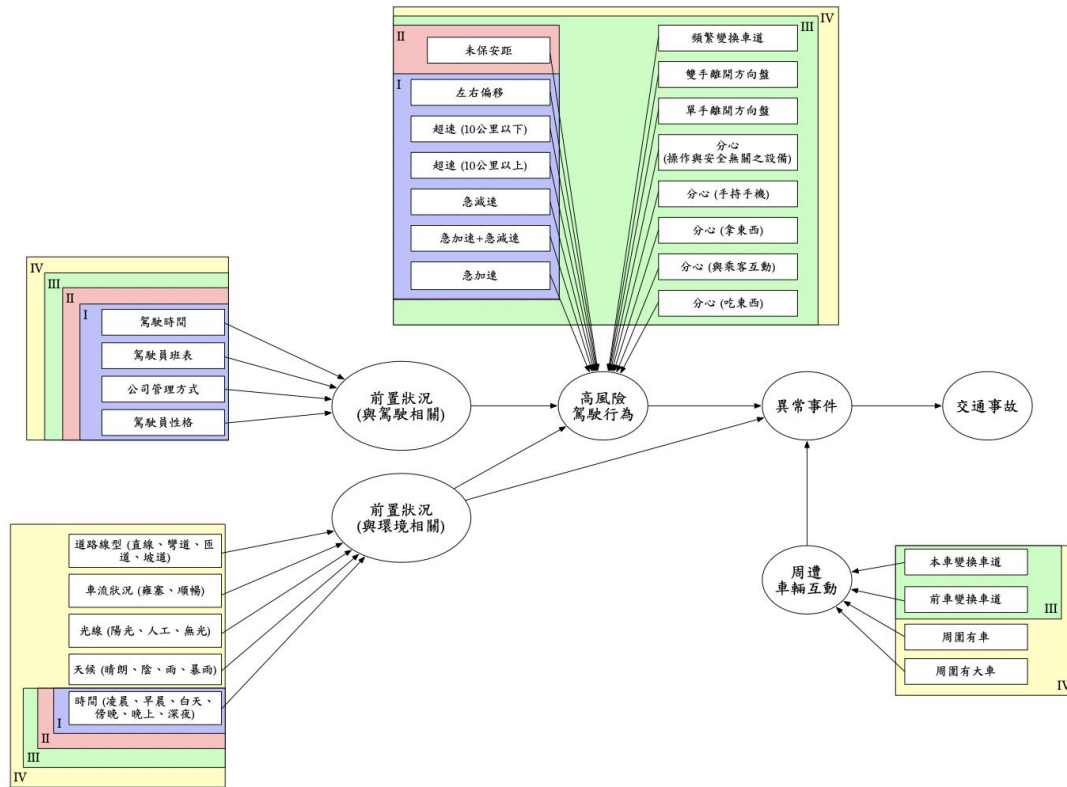 IV
III
II
未保安距
I
左右偏移
超速 (10公里以下)
超速 (10公里以上)
急減速
急加速+急減速
急加速
頻繁變換車道
雙手離開方向盤
單手離開方向盤
分心
(操作與安全無關之設備)
分心 (手持手機)
分心 (拿東西)
分心 (與乘客互動)
分心 (吃東西)
IV
III
II
I
駕駛時間
駕駛員班表
公司管理方式
駕駛員性格
前置狀況
(與駕駛相關)
高風險
駕駛行為
異常事件
交通事故
前置狀況
(與環境相關)
道路線型 (直線、彎道、匝
道、坡道)
車流狀況 (雍塞、順暢)
光線 (陽光、人工、無光)
天候 (晴朗、陰、雨、暴雨)
時間 (凌晨、早晨、白天、
傍晚、晚上、深夜)
I
II
III
IV
周遭
車輛互動
本車變換車道
前車變換車道
III
周圍有車
周圍有大車
IV